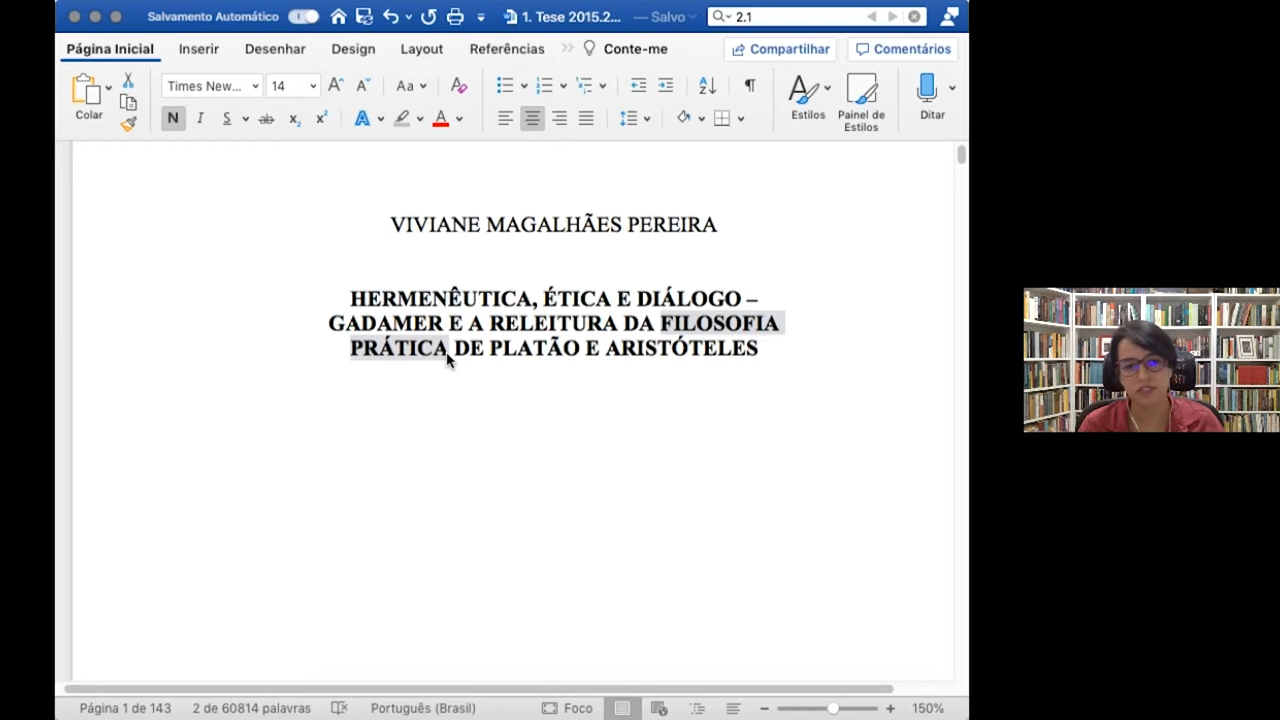 Salvamento Automático
1. Tese 2015.2... — Salvo
2.1
Página Inicial
Inserir
Desenhar
Design
Layout
Referências
Conte-me
Compartilhar
Comentários
Colar
Times New...
14
Aa
N I S ab x₂ x²
A A
Estilos
Painel de
Estilos
Ditar
VIVIANE MAGALHÃES PEREIRA
HERMENÊUTICA, ÉTICA E DIÁLOGO –
GADAMER E A RELEITURA DA FILOSOFIA
PRÁTICA DE PLATÃO E ARISTÓTELES
Página 1 de 143
2 de 60814 palavras
Português (Brasil)
Foco
150%